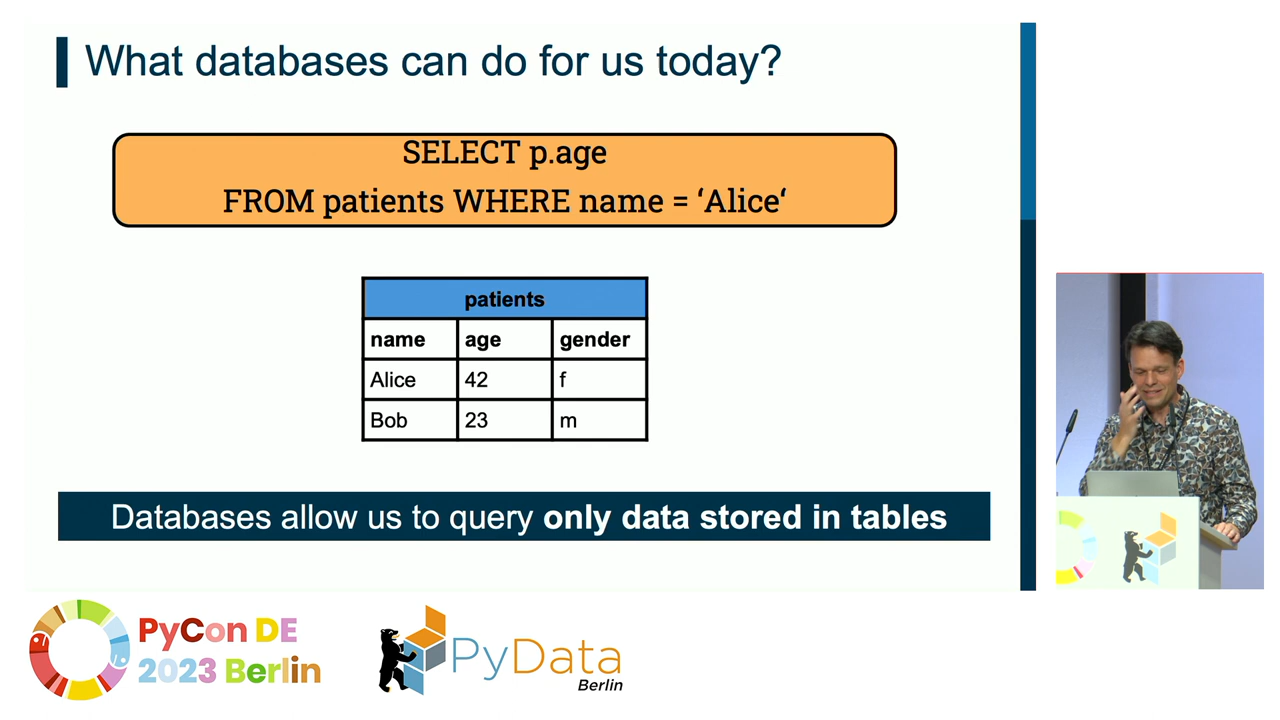 What databases can do for us today?
SELECT p.age
FROM patients WHERE name = ‘Alice‘
patients
name age gender
Alice 42 f
Bob 23 m
Databases allow us to query only data stored in tables
PyCon DE
2023 Berlin
PyData
Berlin